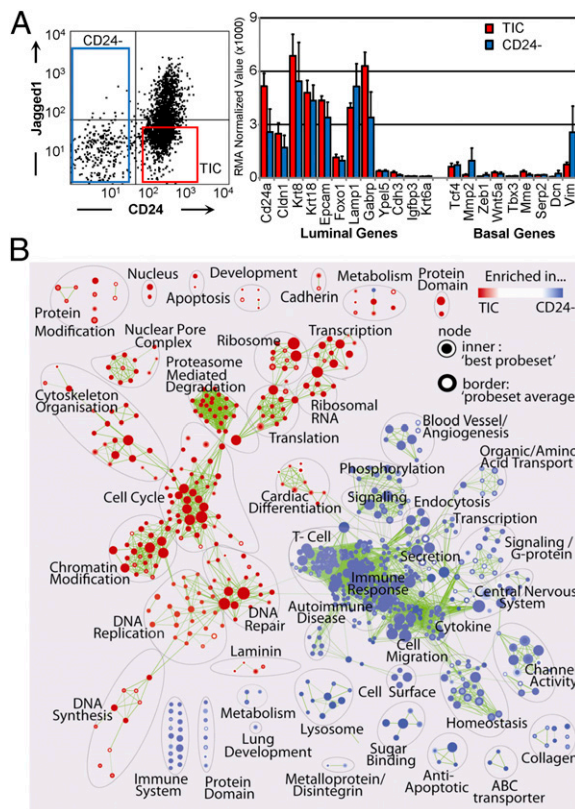 A
CD24-
Jagged1
10⁴
10³
10²
10¹
TIC
10¹ 10² 10³ 10⁴
CD24
RMA Normalized Value (x1000)
9
6
3
0
TIC
CD24-
Cd24a
Cldn1
Krt8
Krt18
Epcam
Foxo1
Lamp1
Gabrp
Ypel5
Cdh3
Igfbp3
Krt6a
Tcf4
Mmp2
Zeb1
Wnt5a
Tbx3
Mme
Serp2
Dcn
Vim
Luminal Genes
Basal Genes
B
Nucleus
Development
Metabolism
Protein
Domain
Enriched in...
TIC
CD24-
Protein
Modification
Apoptosis
Cadherin
node
inner :
'best probeset'
border:
'probeset average'
Nuclear Pore
Complex
Ribosome
Transcription
Proteasome
Mediated
Degradation
Cytoskeleton
Organisation
Ribosomal
RNA
Translation
Blood Vessel/
Angiogenesis
Phosphorylation
Organic/Amino
Acid Transport
Cell Cycle
Cardiac
Differentiation
Signaling
Endocytosis
Transcription
T- Cell
Secretion
Signaling /
G-protein
Chromatin
Modification
Immune
Response
Central Nervous
System
DNA
Repair
Autoimmune
Disease
Cytokine
DNA
Replication
Cell
Migration
Laminin
Channel
Activity
DNA
Synthesis
Metabolism
Cell Surface
Homeostasis
Lung
Development
Lysosome
Sugar
Binding
Collagen
Immune
System
Protein
Domain
Metalloprotein/
Disintegrin
Anti-
Apoptotic
ABC
transporter